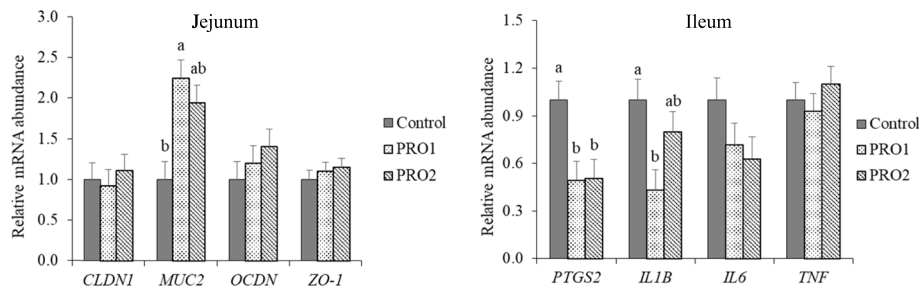 Jejunum
Relative mRNA abundance
3.0
2.5
2.0
1.5
1.0
0.5
0.0
b
a
ab
CLDN1 MUC2 OCDN ZO-1
Control
PRO1
PRO2
Ileum
Relative mRNA abundance
1.5
1.2
0.9
0.6
0.3
0.0
a
b b
a
b
ab
PTGS2 IL1B IL6 TNF
Control
PRO1
PRO2